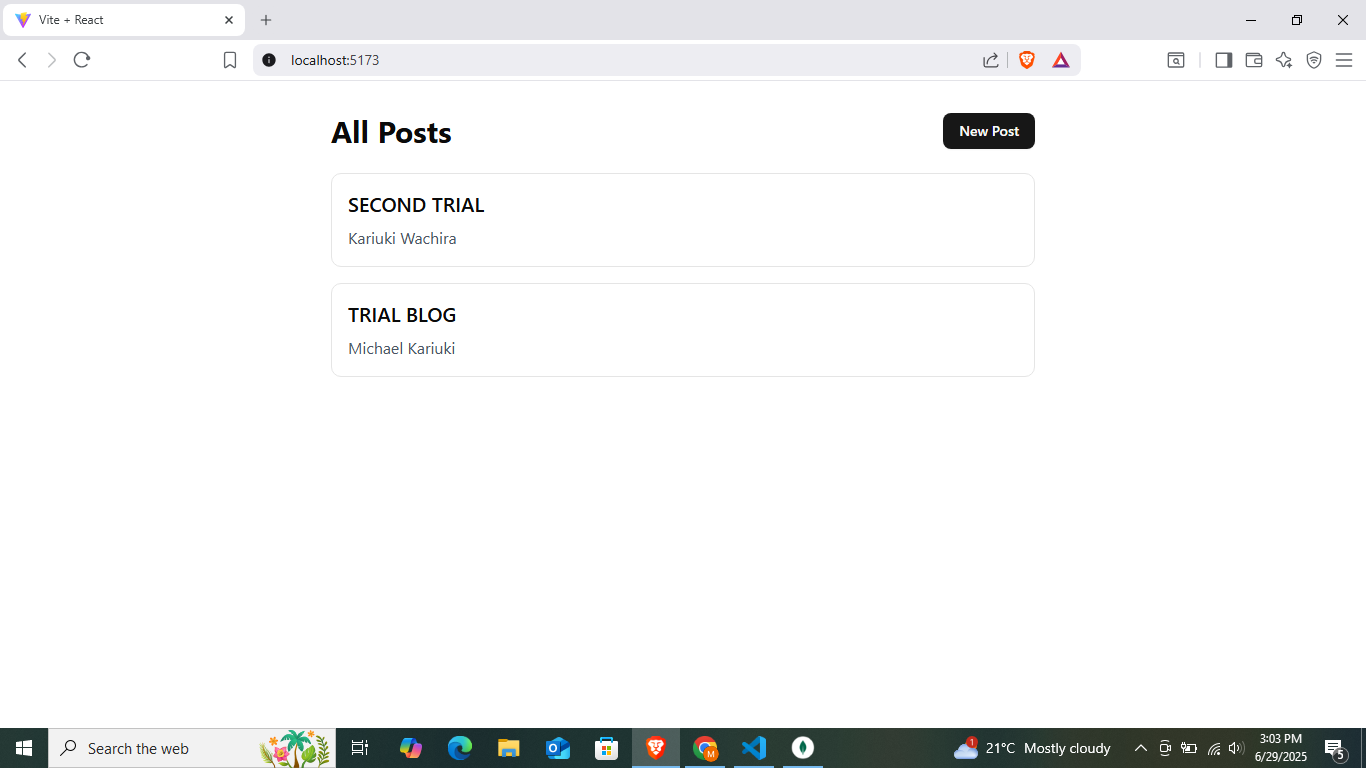 Vite + React
localhost:5173
All Posts
New Post
SECOND TRIAL
Kariuki Wachira
TRIAL BLOG
Michael Kariuki
Search the web
M
1
21°C Mostly cloudy
3:03 PM
6/29/2025
5